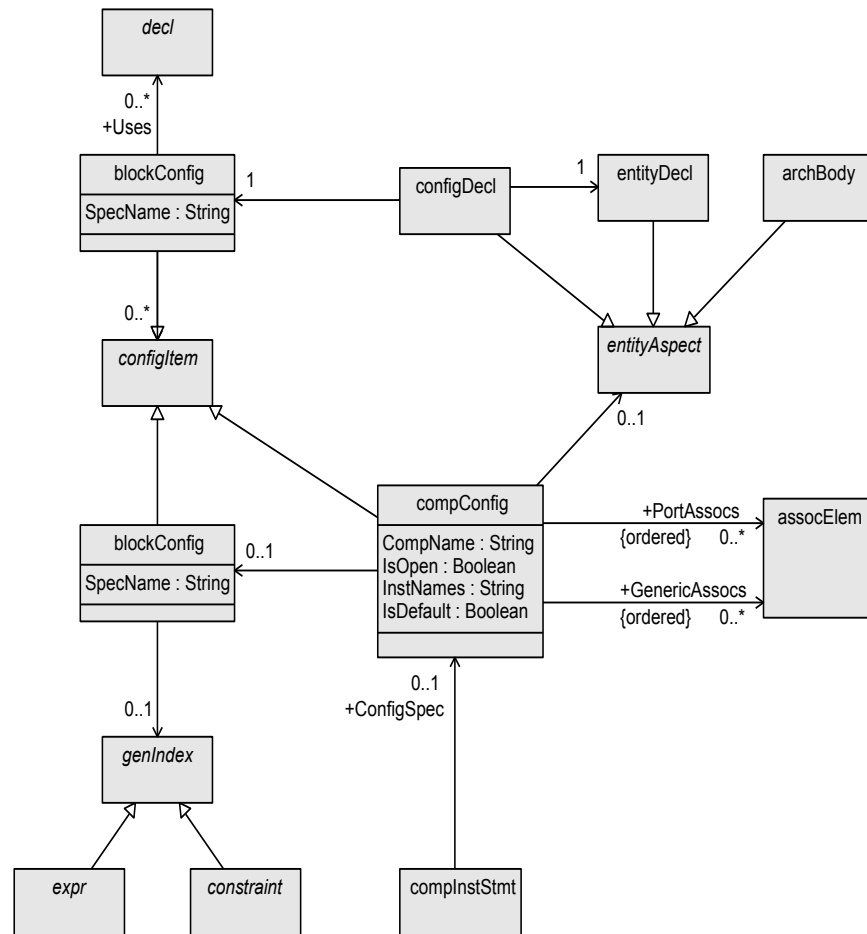 decl
0..*
+Uses
blockConfig
SpecName : String
1
configDecl
1
entityDecl
archBody
0..*
configItem
entityAspect
0..1
compConfig
CompName : String
IsOpen : Boolean
InstNames : String
IsDefault : Boolean
+PortAssocs
{ordered} 0..*
+GenericAssocs
{ordered} 0..*
assocElem
blockConfig
SpecName : String
0..1
0..1
+ConfigSpec
0..1
genIndex
expr
constraint
compInstStmt